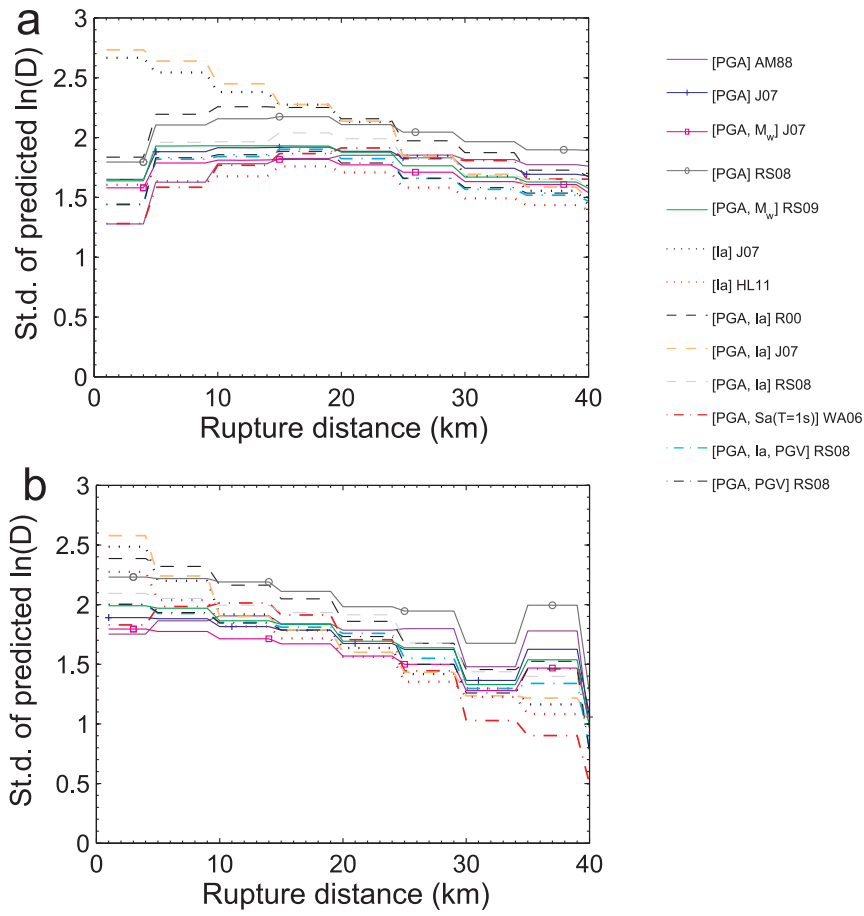 a
3
2.5
2
1.5
1
0.5
0
St.d. of predicted ln(D)
0 10 20 30 40
Rupture distance (km)
[PGA] AM88
[PGA] J07
[PGA, Mw] J07
[PGA] RS08
[PGA, Mw] RS09
[Ia] J07
[Ia] HL11
[PGA, Ia] R00
[PGA, Ia] J07
[PGA, Ia] RS08
[PGA, Sa(T=1s)] WA06
[PGA, Ia, PGV] RS08
[PGA, PGV] RS08
b
3
2.5
2
1.5
1
0.5
0
St.d. of predicted ln(D)
0 10 20 30 40
Rupture distance (km)